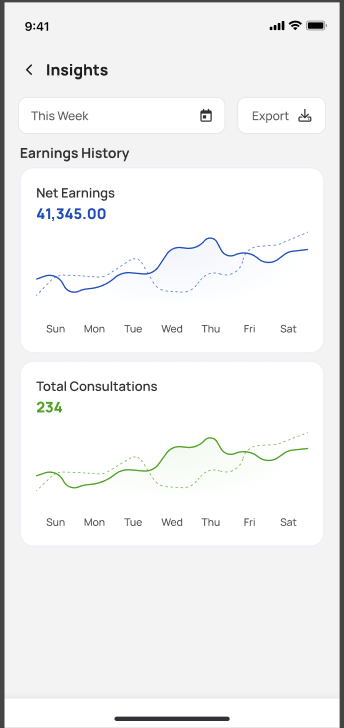 9:41
Insights
This Week
Export
Earnings History
Net Earnings
41,345.00
Sun Mon Tue Wed Thu Fri Sat
Total Consultations
234
Sun Mon Tue Wed Thu Fri Sat